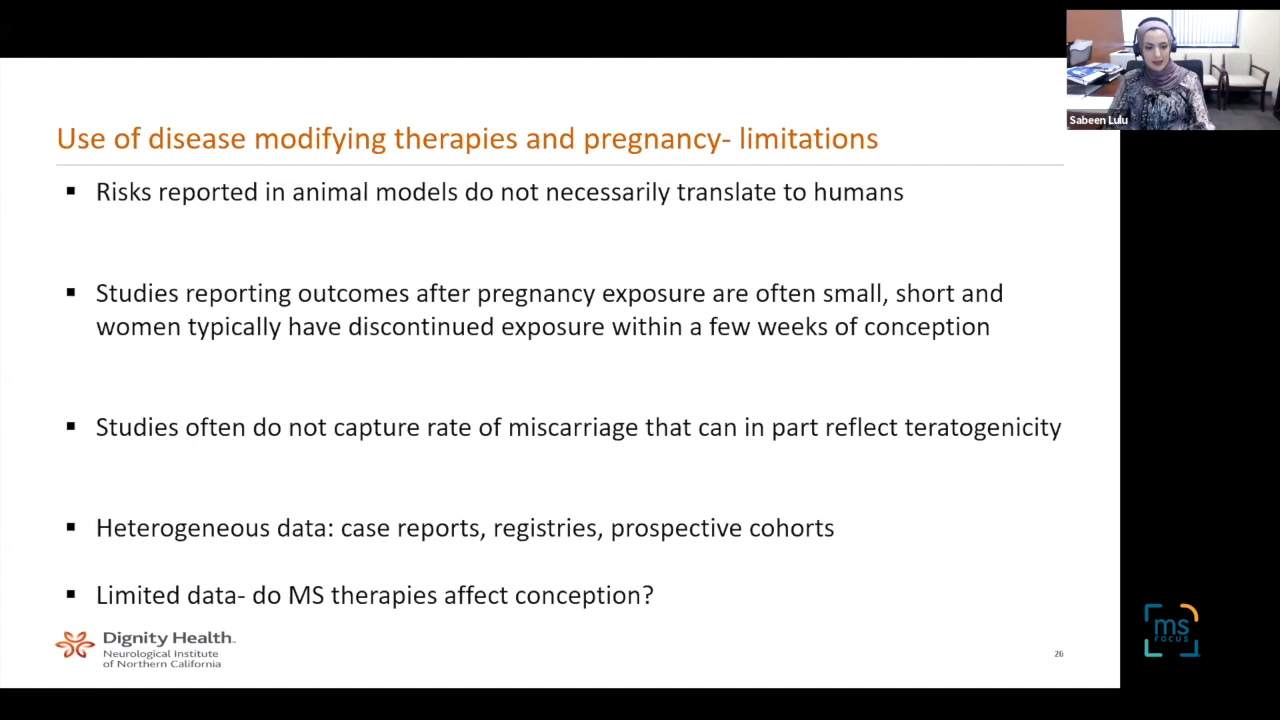 Sabeen Lulu
Use of disease modifying therapies and pregnancy- limitations
▪ Risks reported in animal models do not necessarily translate to humans
▪ Studies reporting outcomes after pregnancy exposure are often small, short and
women typically have discontinued exposure within a few weeks of conception
▪ Studies often do not capture rate of miscarriage that can in part reflect teratogenicity
▪ Heterogeneous data: case reports, registries, prospective cohorts
▪ Limited data- do MS therapies affect conception?
Dignity Health™
Neurological Institute
of Northern California
26
ms
FOCUS